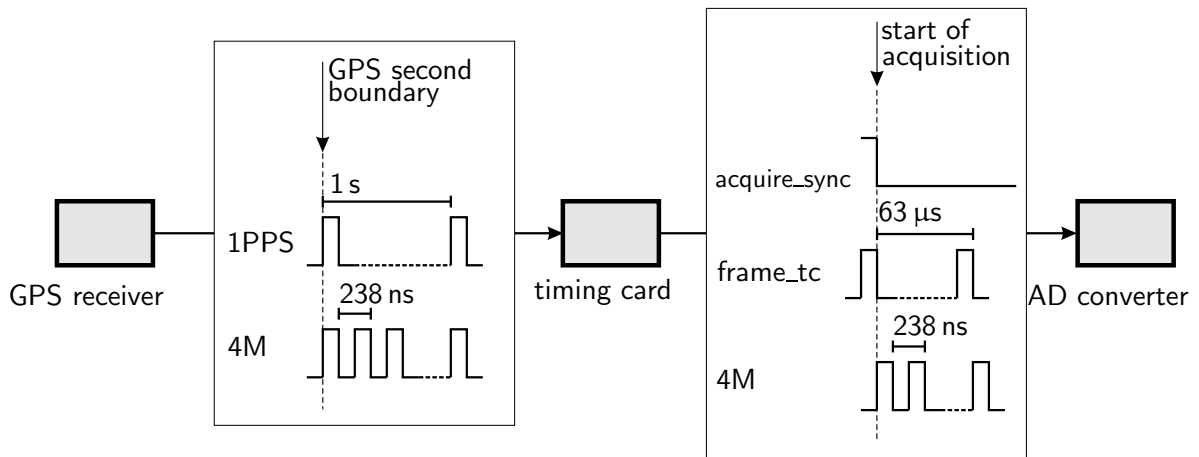 GPS receiver
GPS second
boundary
1 s
1PPS
238 ns
4M
timing card
start of
acquisition
acquire_sync
63 μs
frame_tc
238 ns
4M
AD converter